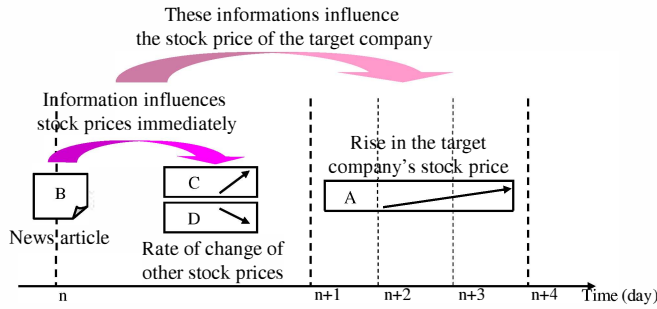 These informations influence
the stock price of the target company
Information influences
stock prices immediately
Rise in the target
company's stock price
B
C
D
A
News article
Rate of change of
other stock prices
n
n+1
n+2
n+3
n+4
Time (day)